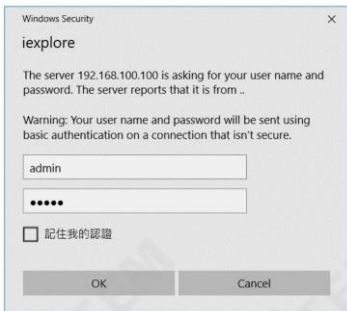 Windows Security
iexplore
The server 192.168.100.100 is asking for your user name and
password. The server reports that it is from ..
Warning: Your user name and password will be sent using
basic authentication on a connection that isn't secure.
admin
•••••
記住我的認證
OK
Cancel